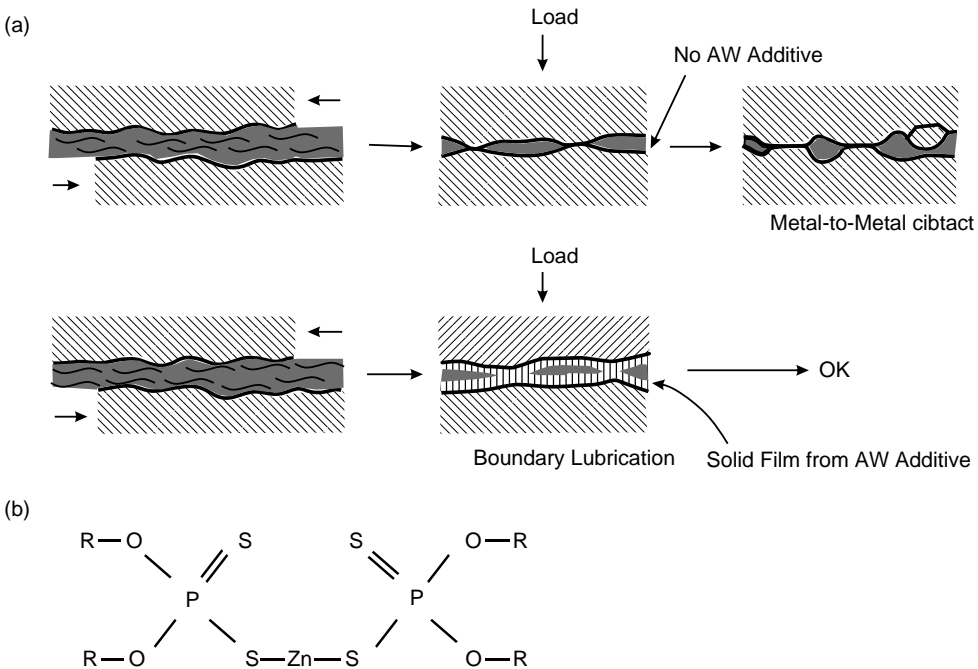 (a)
Load
No AW Additive
Metal-to-Metal cibtact
Load
OK
Boundary Lubrication
Solid Film from AW Additive
(b)
R—O S S O—R
P P
R—O S—Zn—S O—R